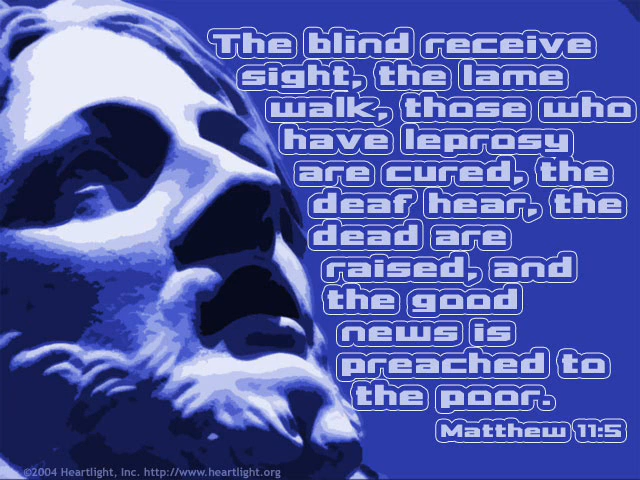 The blind receive
sight, the lame
walk, those who
have leprosy
are cured, the
deaf hear, the
dead are
raised, and
the good
news is
preached to
the poor.
Matthew 11:5
©2004 Heartlight, Inc. http://www.heartlight.org